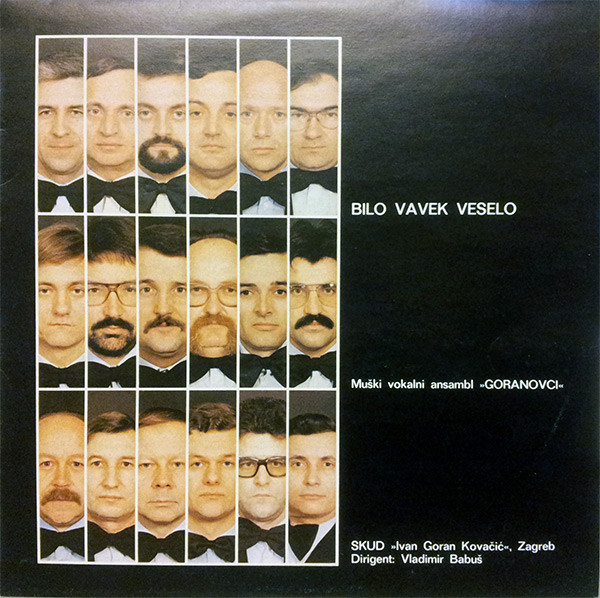 BILO VAVEK VESELO
Muški vokalni ansambl »GORANOVCI«
SKUD »Ivan Goran Kovačić«, Zagreb
Dirigent: Vladimir Babuš